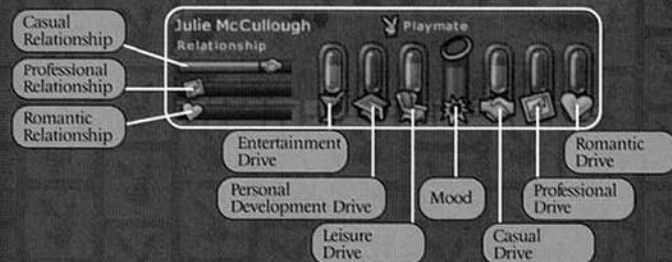 Casual
Relationship
Professional
Relationship
Romantic
Relationship
Julie McCullough
Playmate
Relationship
Entertainment
Drive
Personal
Development Drive
Leisure
Drive
Mood
Casual
Drive
Professional
Drive
Romantic
Drive